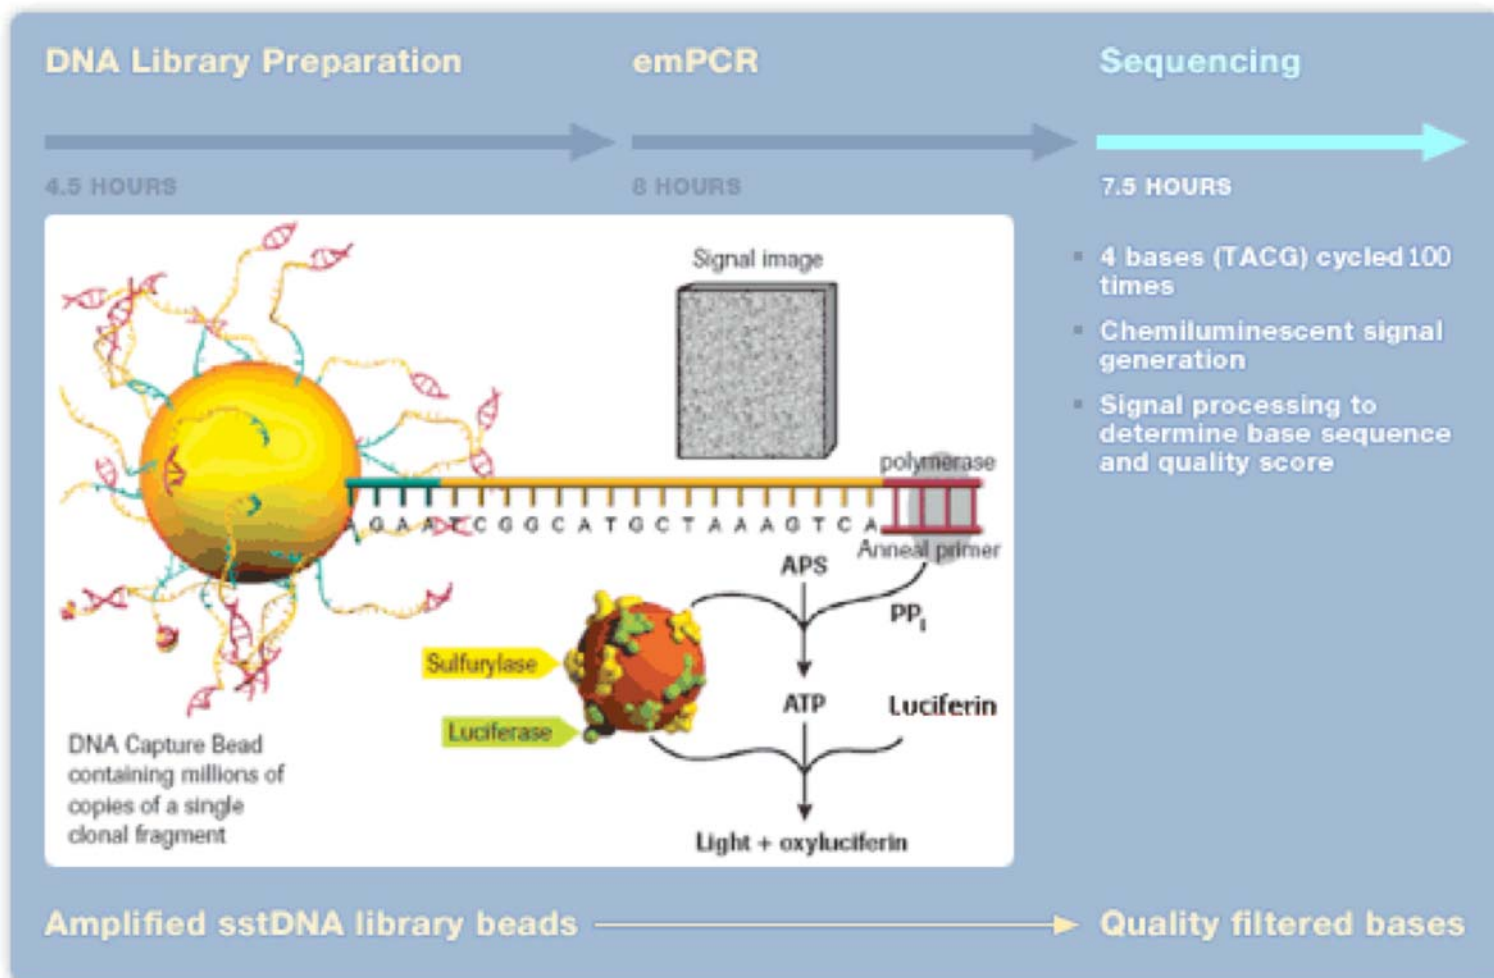 DNA Library Preparation
emPCR
Sequencing
4.5 HOURS
8 HOURS
7.5 HOURS
Signal image
▪ 4 bases (TACG) cycled 100
times
▪ Chemiluminescent signal
generation
▪ Signal processing to
determine base sequence
and quality score
polymerase
A G A A T C G G C A T G C T A A A G T C A
Anneal primer
APS
PPi
Sulfurylase
ATP
Luciferin
Luciferase
DNA Capture Bead
containing millions of
copies of a single
clonal fragment
Light + oxyluciferin
Amplified sstDNA library beads
Quality filtered bases